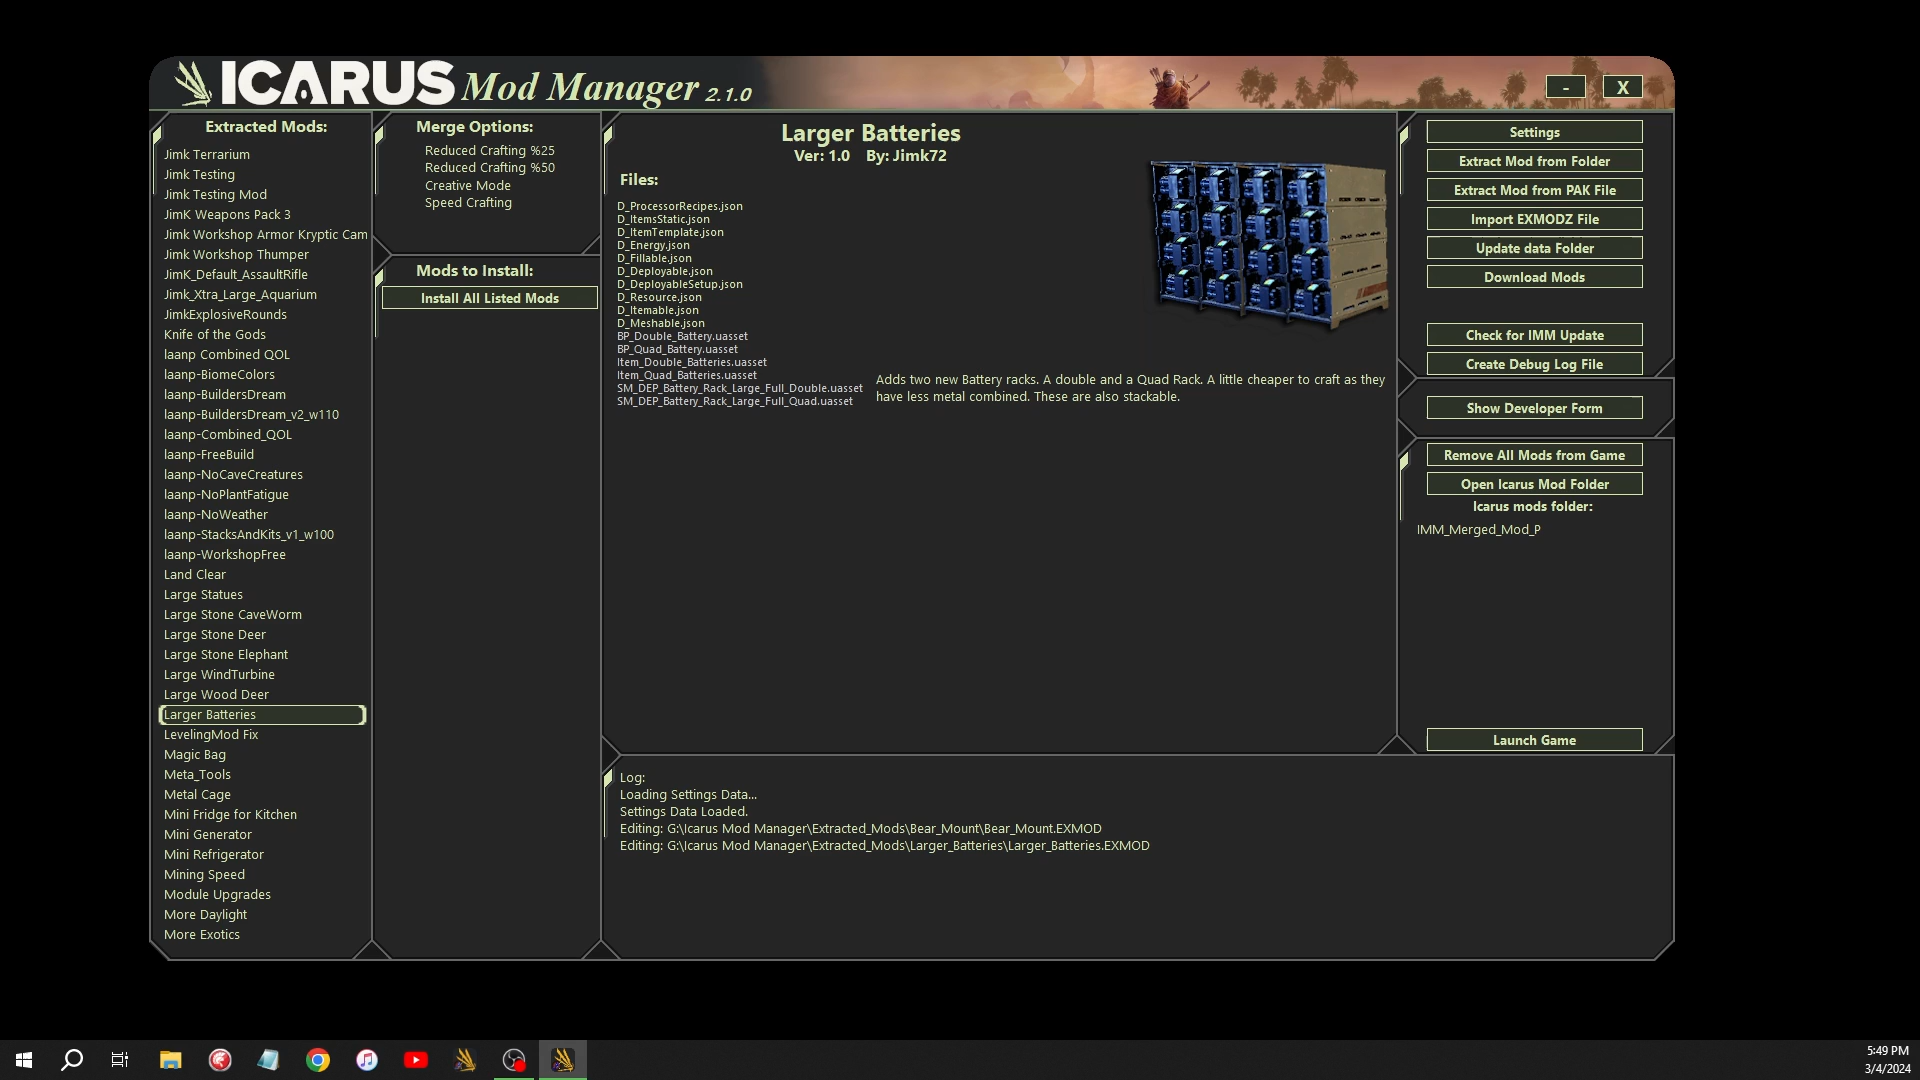 ICARUS Mod Manager 2.1.0
- X
Extracted Mods:
Jimk Terrarium
Jimk Testing
Jimk Testing Mod
JimK Weapons Pack 3
Jimk Workshop Armor Kryptic Cam
Jimk Workshop Thumper
JimK_Default_AssaultRifle
Jimk_Xtra_Large_Aquarium
JimkExplosiveRounds
Knife of the Gods
laanp Combined QOL
laanp-BiomeColors
laanp-BuildersDream
laanp-BuildersDream_v2_w110
laanp-Combined_QOL
laanp-FreeBuild
laanp-NoCaveCreatures
laanp-NoPlantFatigue
laanp-NoWeather
laanp-StacksAndKits_v1_w100
laanp-WorkshopFree
Land Clear
Large Statues
Large Stone CaveWorm
Large Stone Deer
Large Stone Elephant
Large WindTurbine
Large Wood Deer
Larger Batteries
LevelingMod Fix
Magic Bag
Meta_Tools
Metal Cage
Mini Fridge for Kitchen
Mini Generator
Mini Refrigerator
Mining Speed
Module Upgrades
More Daylight
More Exotics
Merge Options:
Reduced Crafting %25
Reduced Crafting %50
Creative Mode
Speed Crafting
Mods to Install:
Install All Listed Mods
Larger Batteries
Ver: 1.0 By: Jimk72
Files:
D_ProcessorRecipes.json
D_ItemsStatic.json
D_ItemTemplate.json
D_Energy.json
D_Fillable.json
D_Deployable.json
D_DeployableSetup.json
D_Resource.json
D_Itemable.json
D_Meshable.json
BP_Double_Battery.uasset
BP_Quad_Battery.uasset
Item_Double_Batteries.uasset
Item_Quad_Batteries.uasset
SM_DEP_Battery_Rack_Large_Full_Double.uasset
SM_DEP_Battery_Rack_Large_Full_Quad.uasset
Adds two new Battery racks. A double and a Quad Rack. A little cheaper to craft as they
have less metal combined. These are also stackable.
Log:
Loading Settings Data...
Settings Data Loaded.
Editing: G:\Icarus Mod Manager\Extracted_Mods\Bear_Mount\Bear_Mount.EXMOD
Editing: G:\Icarus Mod Manager\Extracted_Mods\Larger_Batteries\Larger_Batteries.EXMOD
Settings
Extract Mod from Folder
Extract Mod from PAK File
Import EXMODZ File
Update data Folder
Download Mods
Check for IMM Update
Create Debug Log File
Show Developer Form
Remove All Mods from Game
Open Icarus Mod Folder
Icarus mods folder:
IMM_Merged_Mod_P
Launch Game
5:49 PM
3/4/2024